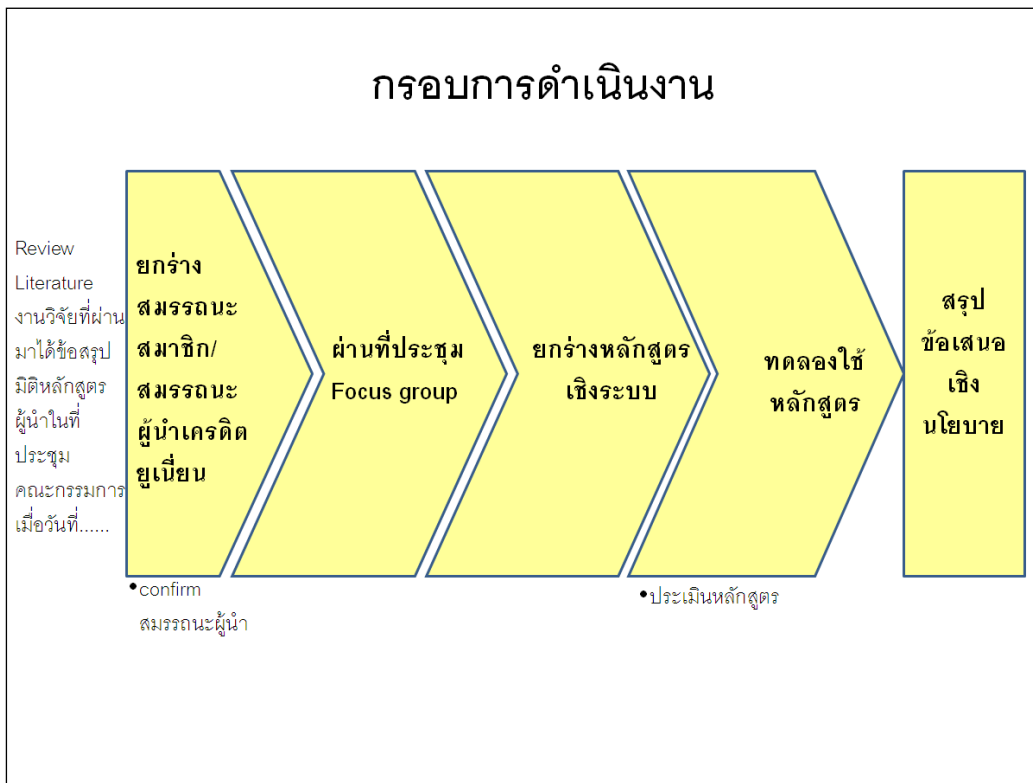 กรอบการดำเนินงาน
Review
Literature
งานวิจัยที่ผ่าน
มาได้ข้อสรุป
มิติหลักสูตร
ผู้นำในที่
ประชุม
คณะกรรมการ
เมื่อวันที่......
ยกร่าง
สมรรถนะ
สมาชิก/
สมรรถนะ
ผู้นำเครดิต
ยูเนี่ยน
ผ่านที่ประชุม
Focus group
ยกร่างหลักสูตร
เชิงระบบ
ทดลองใช้
หลักสูตร
สรุป
ข้อเสนอ
เชิง
นโยบาย
•confirm
สมรรถนะผู้นำ
•ประเมินหลักสูตร